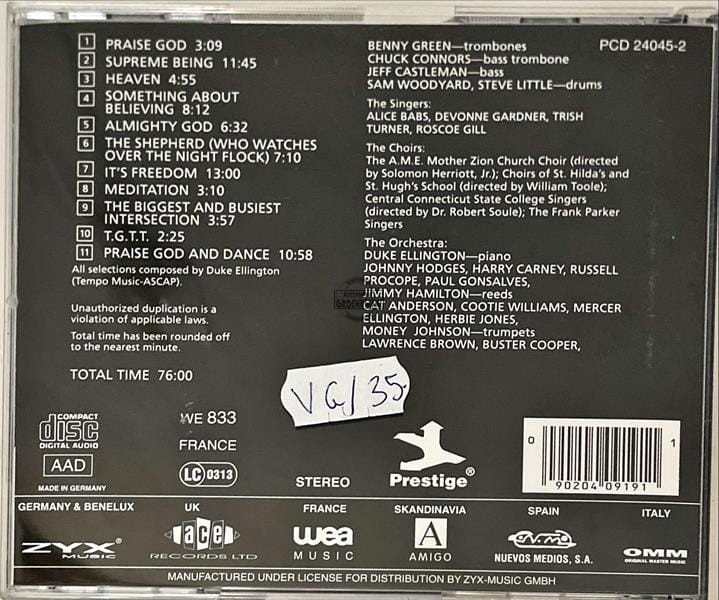 1 PRAISE GOD 3:09
2 SUPREME BEING 11:45
3 HEAVEN 4:55
4 SOMETHING ABOUT
BELIEVING 8:12
5 ALMIGHTY GOD 6:32
6 THE SHEPHERD (WHO WATCHES
OVER THE NIGHT FLOCK) 7:10
7 IT'S FREEDOM 13:00
8 MEDITATION 3:10
9 THE BIGGEST AND BUSIEST
INTERSECTION 3:57
10 T.G.T.T. 2:25
11 PRAISE GOD AND DANCE 10:58
All selections composed by Duke Ellington
(Tempo Music-ASCAP).
Unauthorized duplication is a
violation of applicable laws.
Total time has been rounded off
to the nearest minute.
TOTAL TIME 76:00
BENNY GREEN—trombones
CHUCK CONNORS—bass trombone
JEFF CASTLEMAN—bass
SAM WOODYARD, STEVE LITTLE—drums
PCD 24045-2
The Singers:
ALICE BABS, DEVONNE GARDNER, TRISH
TURNER, ROSCOE GILL
The Choirs:
The A.M.E. Mother Zion Church Choir (directed
by Solomon Herriott, Jr.); Choirs of St. Hilda's and
St. Hugh's School (directed by William Toole);
Central Connecticut State College Singers
(directed by Dr. Robert Soule); The Frank Parker
Singers
The Orchestra:
DUKE ELLINGTON—piano
JOHNNY HODGES, HARRY CARNEY, RUSSELL
PROCOPE, PAUL GONSALVES,
JIMMY HAMILTON—reeds
CAT ANDERSON, COOTIE WILLIAMS, MERCER
ELLINGTON, HERBIE JONES,
MONEY JOHNSON—trumpets
LAWRENCE BROWN, BUSTER COOPER,
VG/35.
COMPACT
disc
DIGITAL AUDIO
AAD
MADE IN GERMANY
WE 833
FRANCE
LC 0313
STEREO
Prestige®
0 90204 09191 1
GERMANY & BENELUX
ZYX®
MUSIC
UK
ace
RECORDS LTD
FRANCE
wea
MUSIC
SKANDINAVIA
A
AMIGO
SPAIN
NUEVOS MEDIOS, S.A.
ITALY
OMM
ORIGINAL MASTER MUSIC
MANUFACTURED UNDER LICENSE FOR DISTRIBUTION BY ZYX-MUSIC GMBH